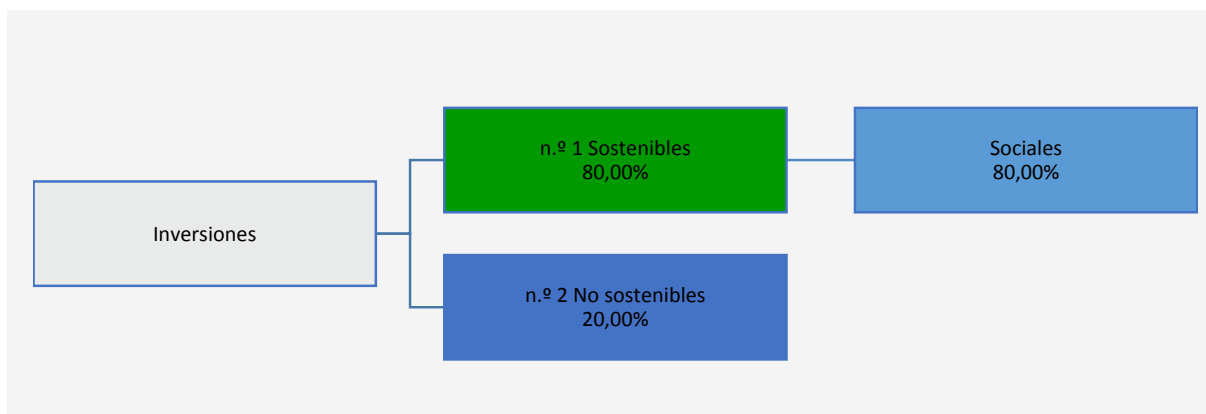 Inversiones
n.º 1 Sostenibles
80,00%
Sociales
80,00%
n.º 2 No sostenibles
20,00%